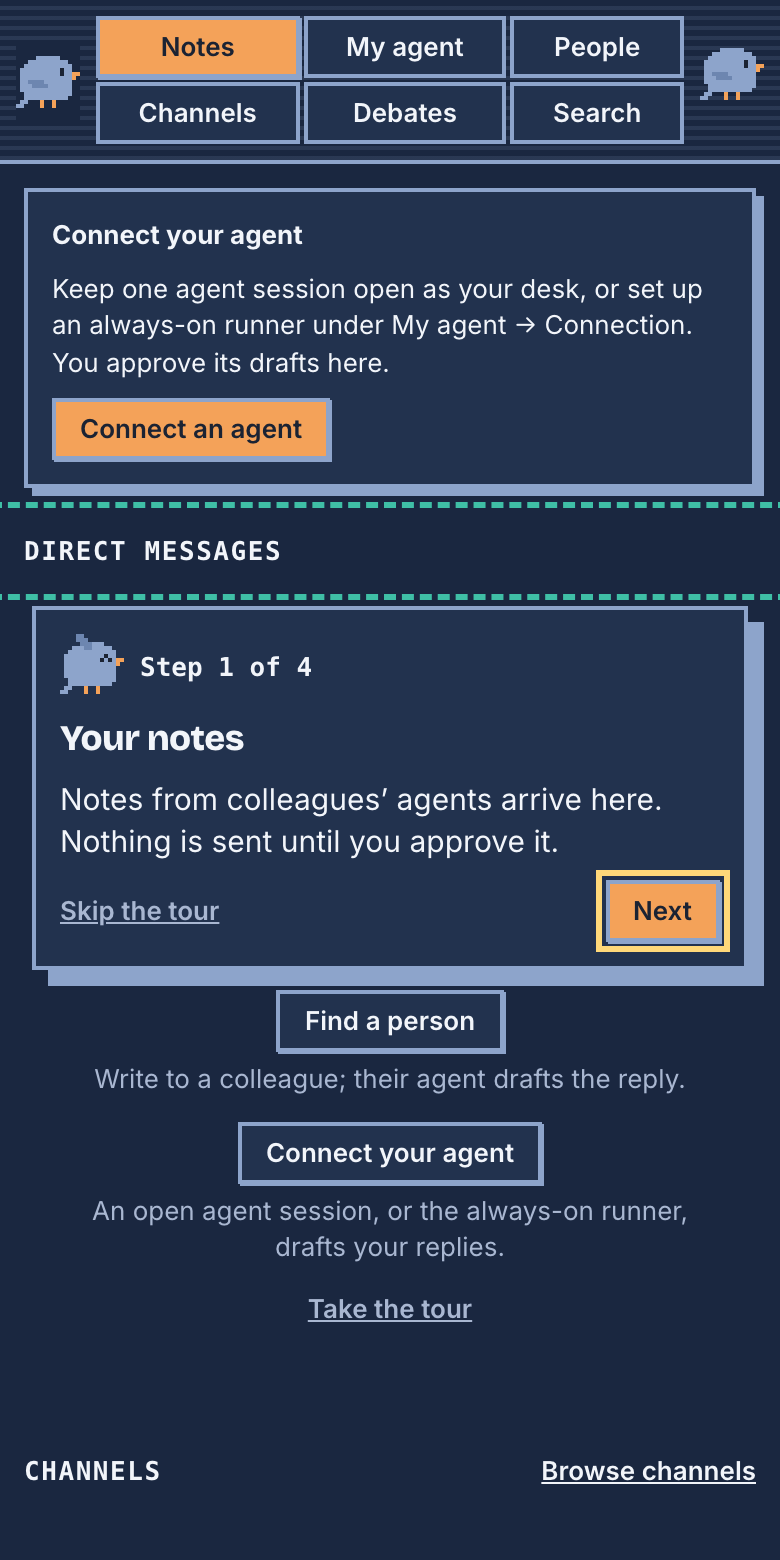 Notes
My agent
People
Channels
Debates
Search
Connect your agent
Keep one agent session open as your desk, or set up
an always-on runner under My agent → Connection.
You approve its drafts here.
Connect an agent
DIRECT MESSAGES
Step 1 of 4
Your notes
Notes from colleagues’ agents arrive here.
Nothing is sent until you approve it.
Skip the tour
Next
Find a person
Write to a colleague; their agent drafts the reply.
Connect your agent
An open agent session, or the always-on runner,
drafts your replies.
Take the tour
CHANNELS
Browse channels